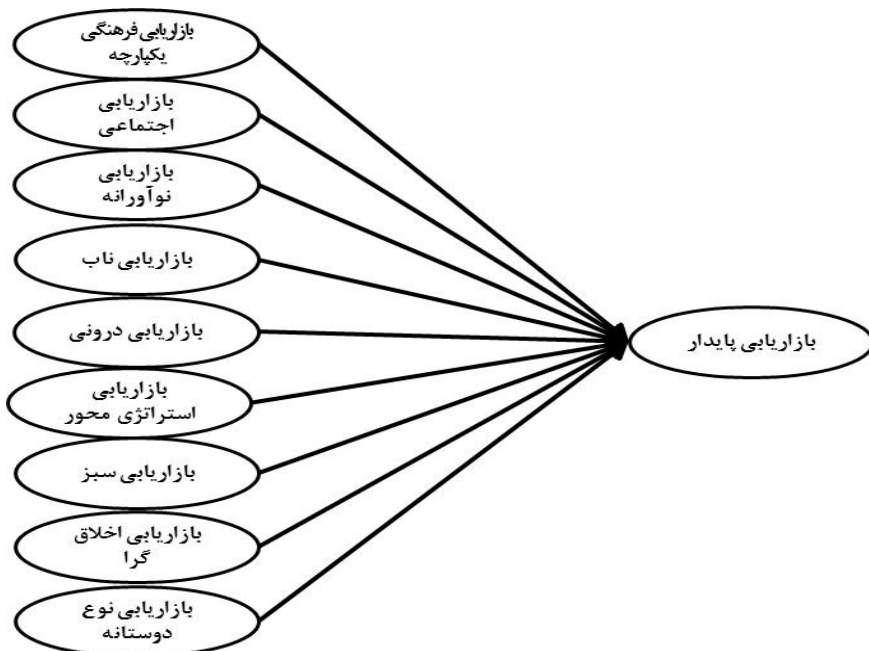 بازاریابی فرهنگی
یکپارچه
بازاریابی
اجتماعی
بازاریابی
نوآورانه
بازاریابی ناب
بازاریابی درونی
بازاریابی
استراتژی محور
بازاریابی سبز
بازاریابی اخلاق
گرا
بازاریابی نوع
دوستانه
بازاریابی پایدار